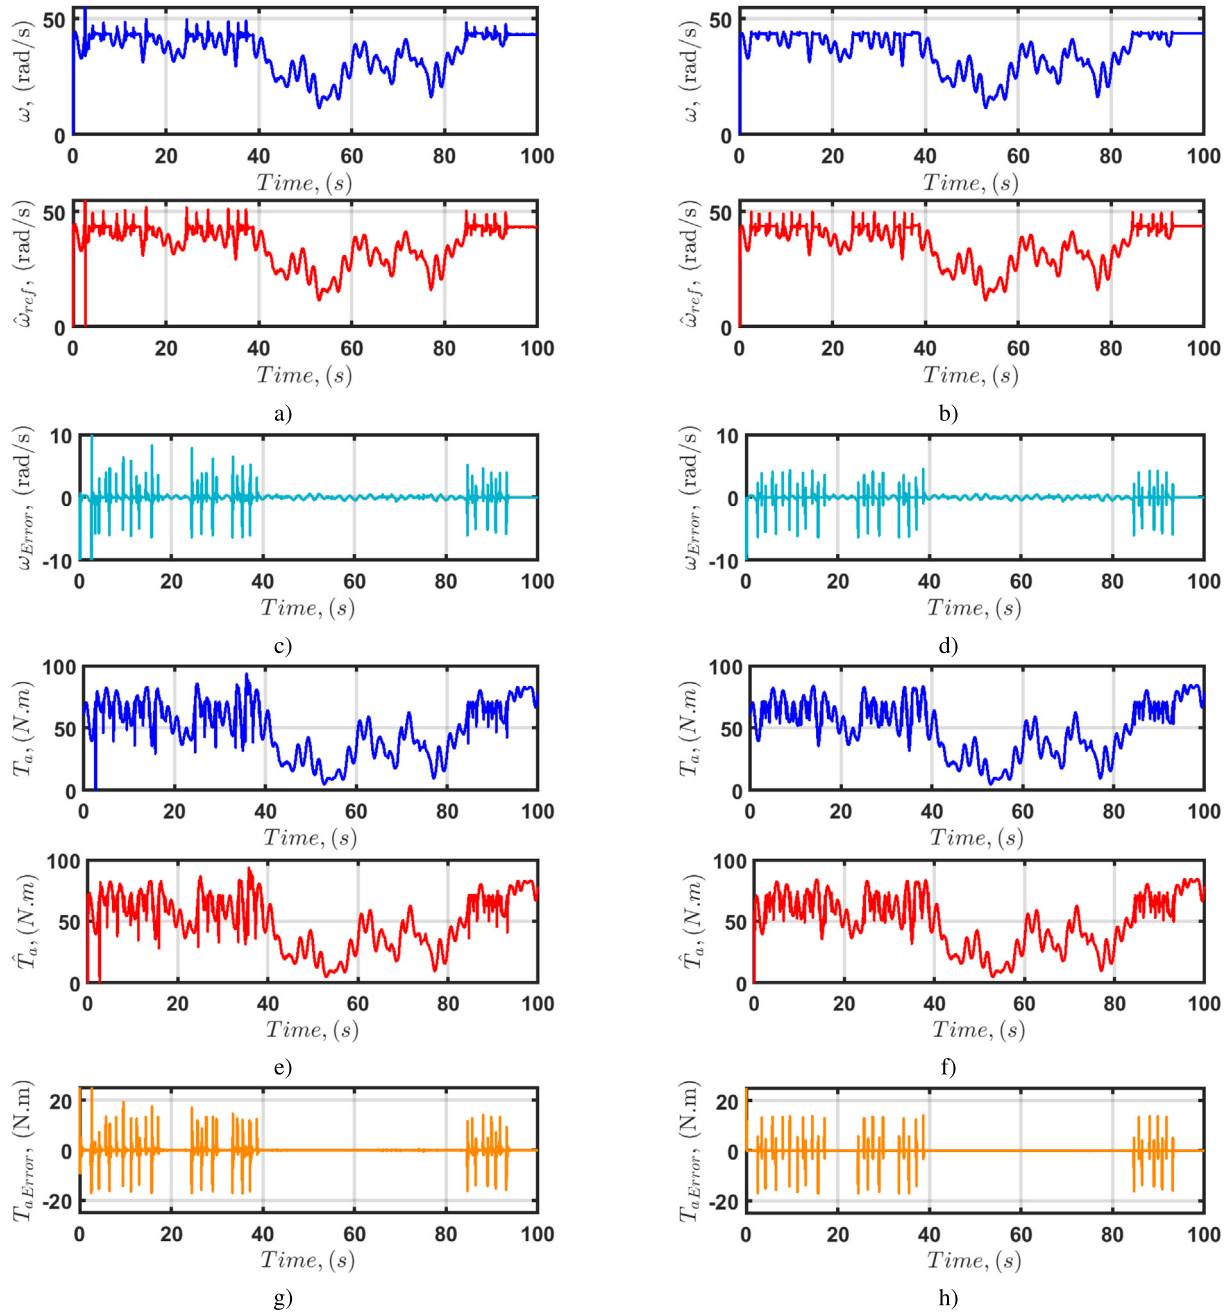 50
0
ω, (rad/s)
0 20 40 60 80 100
Time, (s)
50
0
ω̂ref, (rad/s)
0 20 40 60 80 100
Time, (s)
a)
50
0
ω, (rad/s)
0 20 40 60 80 100
Time, (s)
50
0
ω̂ref, (rad/s)
0 20 40 60 80 100
Time, (s)
b)
10
0
-10
ωError, (rad/s)
0 20 40 60 80 100
Time, (s)
c)
10
0
-10
ωError, (rad/s)
0 20 40 60 80 100
Time, (s)
d)
100
50
0
Ta, (N.m)
0 20 40 60 80 100
Time, (s)
100
50
0
T̂a, (N.m)
0 20 40 60 80 100
Time, (s)
e)
100
50
0
Ta, (N.m)
0 20 40 60 80 100
Time, (s)
100
50
0
T̂a, (N.m)
0 20 40 60 80 100
Time, (s)
f)
20
0
-20
TaError, (N.m)
0 20 40 60 80 100
Time, (s)
g)
20
0
-20
TaError, (N.m)
0 20 40 60 80 100
Time, (s)
h)